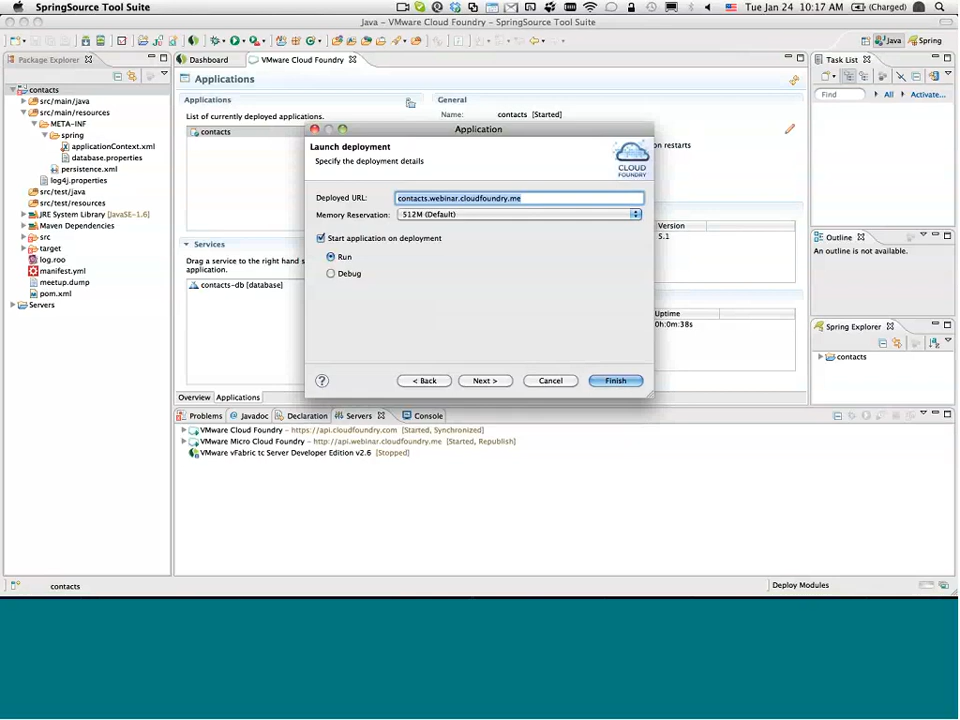 SpringSource Tool Suite
Tue Jan 24 10:17 AM (Charged)
Java – VMware Cloud Foundry – SpringSource Tool Suite
Java
Spring
Package Explorer
contacts
src/main/java
src/main/resources
META-INF
spring
applicationContext.xml
database.properties
persistence.xml
log4j.properties
src/test/java
src/test/resources
JRE System Library [JavaSE-1.6]
Maven Dependencies
src
target
log.roo
manifest.yml
meetup.dump
pom.xml
Servers
Dashboard
VMware Cloud Foundry
Applications
Applications
List of currently deployed applications.
contacts
Services
Drag a service to the right hand s
application.
contacts-db [database]
General
Name: contacts [Started]
on restarts
Version
5.1
Uptime
0h:0m:38s
Overview
Applications
Application
Launch deployment
Specify the deployment details
CLOUD
FOUNDRY
Deployed URL: contacts.webinar.cloudfoundry.me
Memory Reservation: 512M (Default)
Start application on deployment
Run
Debug
?
< Back
Next >
Cancel
Finish
Task List
Find
All
Activate...
Outline
An outline is not available.
Spring Explorer
contacts
Problems
Javadoc
Declaration
Servers
Console
VMware Cloud Foundry – https://api.cloudfoundry.com [Started, Synchronized]
VMware Micro Cloud Foundry – http://api.webinar.cloudfoundry.me [Started, Republish]
VMware vFabric tc Server Developer Edition v2.6 [Stopped]
contacts
Deploy Modules